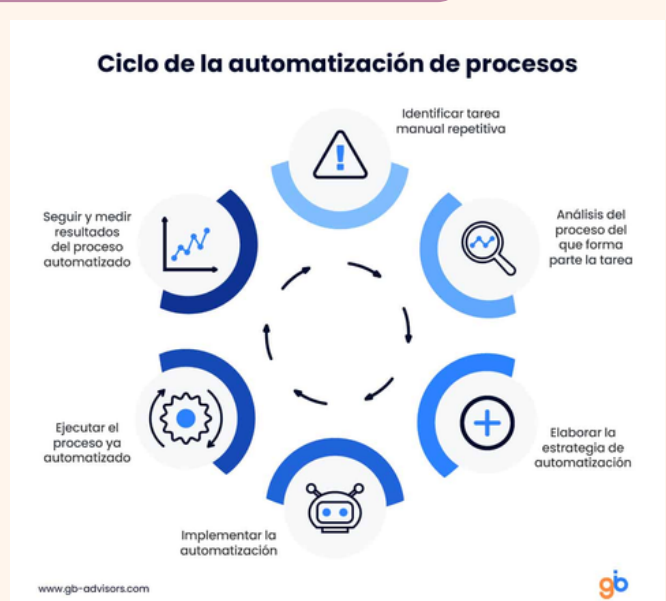 Ciclo de la automatización de procesos
Identificar tarea
manual repetitiva
Análisis del
proceso del
que forma
parte la tarea
Elaborar la
estrategia de
automatización
Implementar la
automatización
Ejecutar el
proceso ya
automatizado
Seguir y medir
resultados
del proceso
automatizado
www.gb-advisors.com
gb